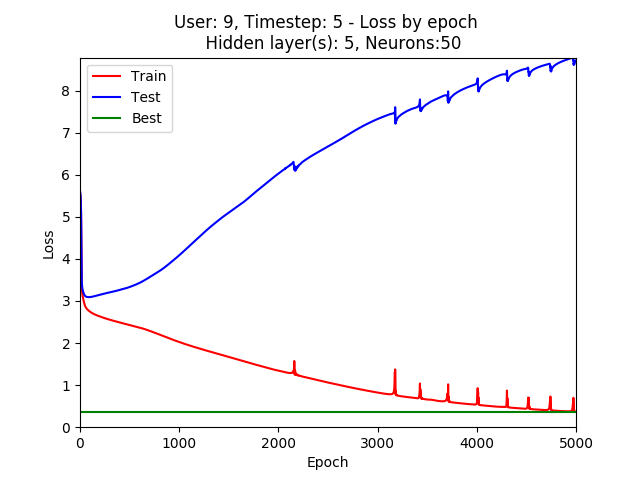 User: 9, Timestep: 5 - Loss by epoch
Hidden layer(s): 5, Neurons:50
Train
Test
Best
Loss
8
7
6
5
4
3
2
1
0
0 1000 2000 3000 4000 5000
Epoch